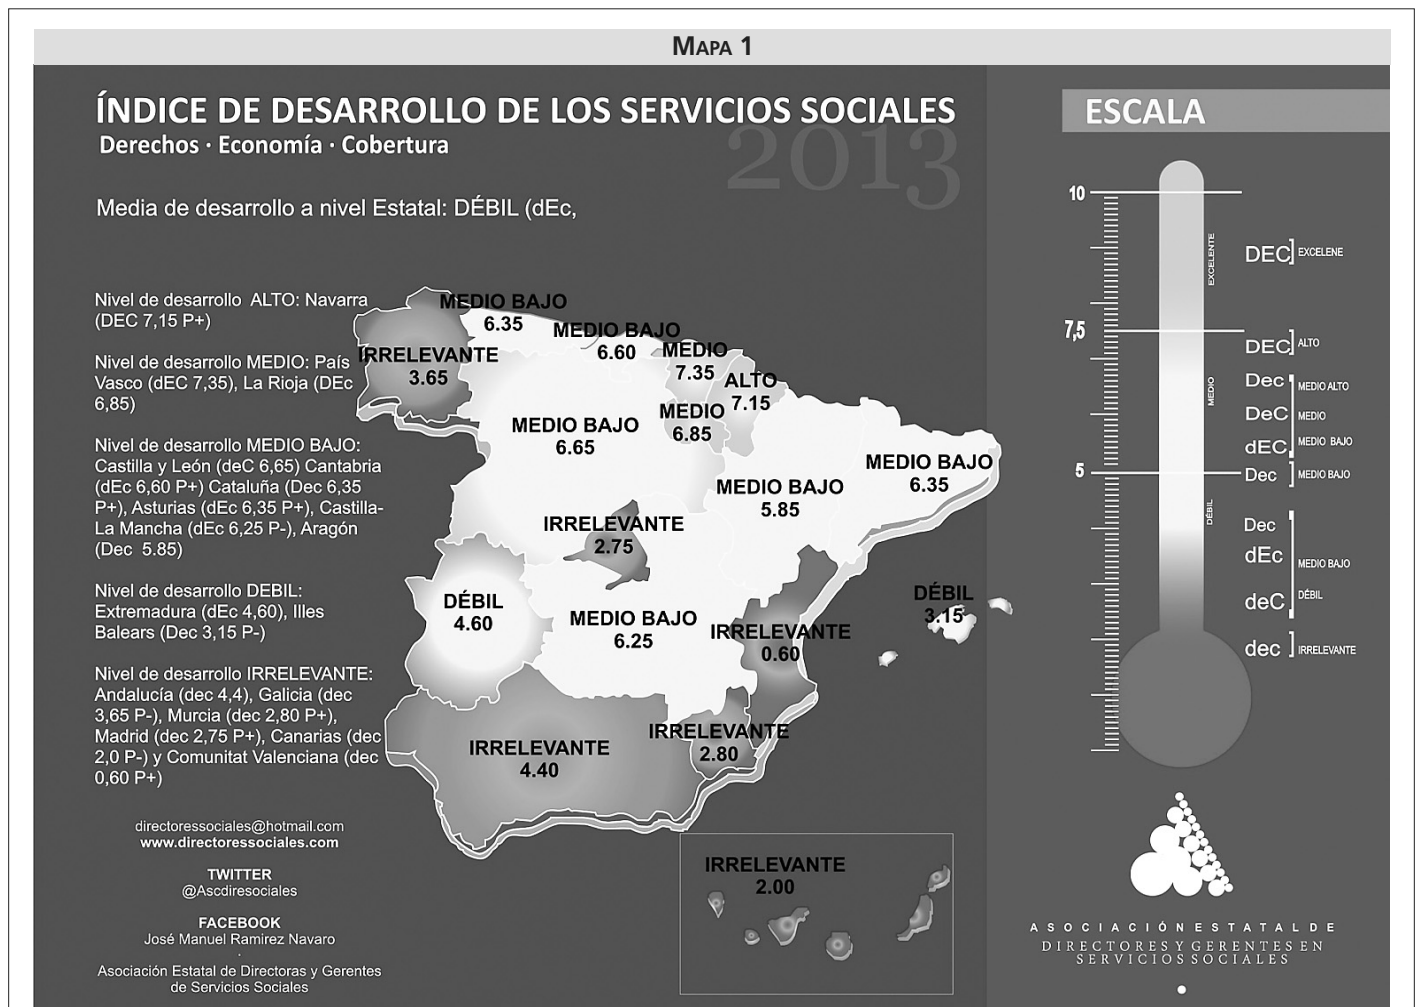 MAPA 1
ÍNDICE DE DESARROLLO DE LOS SERVICIOS SOCIALES
Derechos · Economía · Cobertura
2013
Media de desarrollo a nivel Estatal: DÉBIL (dEc,
Nivel de desarrollo ALTO: Navarra
(DEC 7,15 P+)
Nivel de desarrollo MEDIO: País
Vasco (dEC 7,35), La Rioja (DEc
6,85)
Nivel de desarrollo MEDIO BAJO:
Castilla y León (deC 6,65) Cantabria
(dEc 6,60 P+) Cataluña (Dec 6,35
P+), Asturias (dEc 6,35 P+), Castilla-
La Mancha (dEc 6,25 P-), Aragón
(Dec 5.85)
Nivel de desarrollo DEBIL:
Extremadura (dEc 4,60), Illes
Balears (Dec 3,15 P-)
Nivel de desarrollo IRRELEVANTE:
Andalucía (dec 4,4), Galicia (dec
3,65 P-), Murcia (dec 2,80 P+),
Madrid (dec 2,75 P+), Canarias (dec
2,0 P-) y Comunitat Valenciana (dec
0,60 P+)
directoressociales@hotmail.com
www.directoressociales.com
TWITTER
@Ascdiresociales
FACEBOOK
José Manuel Ramirez Navaro
.
Asociación Estatal de Directoras y Gerentes
de Servicios Sociales
MEDIO BAJO
6.35
MEDIO BAJO
6.60
IRRELEVANTE
3.65
MEDIO
7.35
ALTO
7.15
MEDIO
6.85
MEDIO BAJO
6.65
MEDIO BAJO
6.35
MEDIO BAJO
5.85
IRRELEVANTE
2.75
DÉBIL
4.60
MEDIO BAJO
6.25
DÉBIL
3.15
IRRELEVANTE
0.60
IRRELEVANTE
4.40
IRRELEVANTE
2.80
IRRELEVANTE
2.00
ESCALA
10
7,5
5
EXCELENTE
MEDIO
DÉBIL
DEC] EXCELENE
DEC] ALTO
Dec MEDIO ALTO
DeC MEDIO
dEC MEDIO BAJO
Dec ] MEDIO BAJO
Dec
dEc MEDIO BAJO
deC DÉBIL
dec ] IRRELEVANTE
ASOCIACIÓN ESTATAL DE
DIRECTORES Y GERENTES EN
SERVICIOS SOCIALES